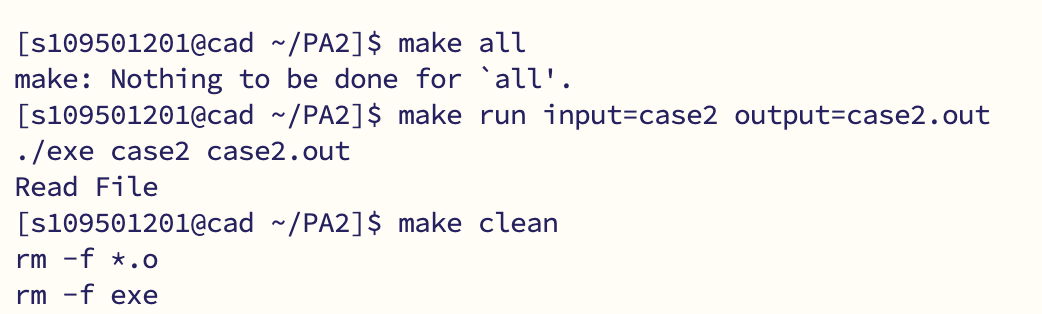 [s109501201@cad ~/PA2]$ make all
make: Nothing to be done for `all'.
[s109501201@cad ~/PA2]$ make run input=case2 output=case2.out
./exe case2 case2.out
Read File
[s109501201@cad ~/PA2]$ make clean
rm -f *.o
rm -f exe